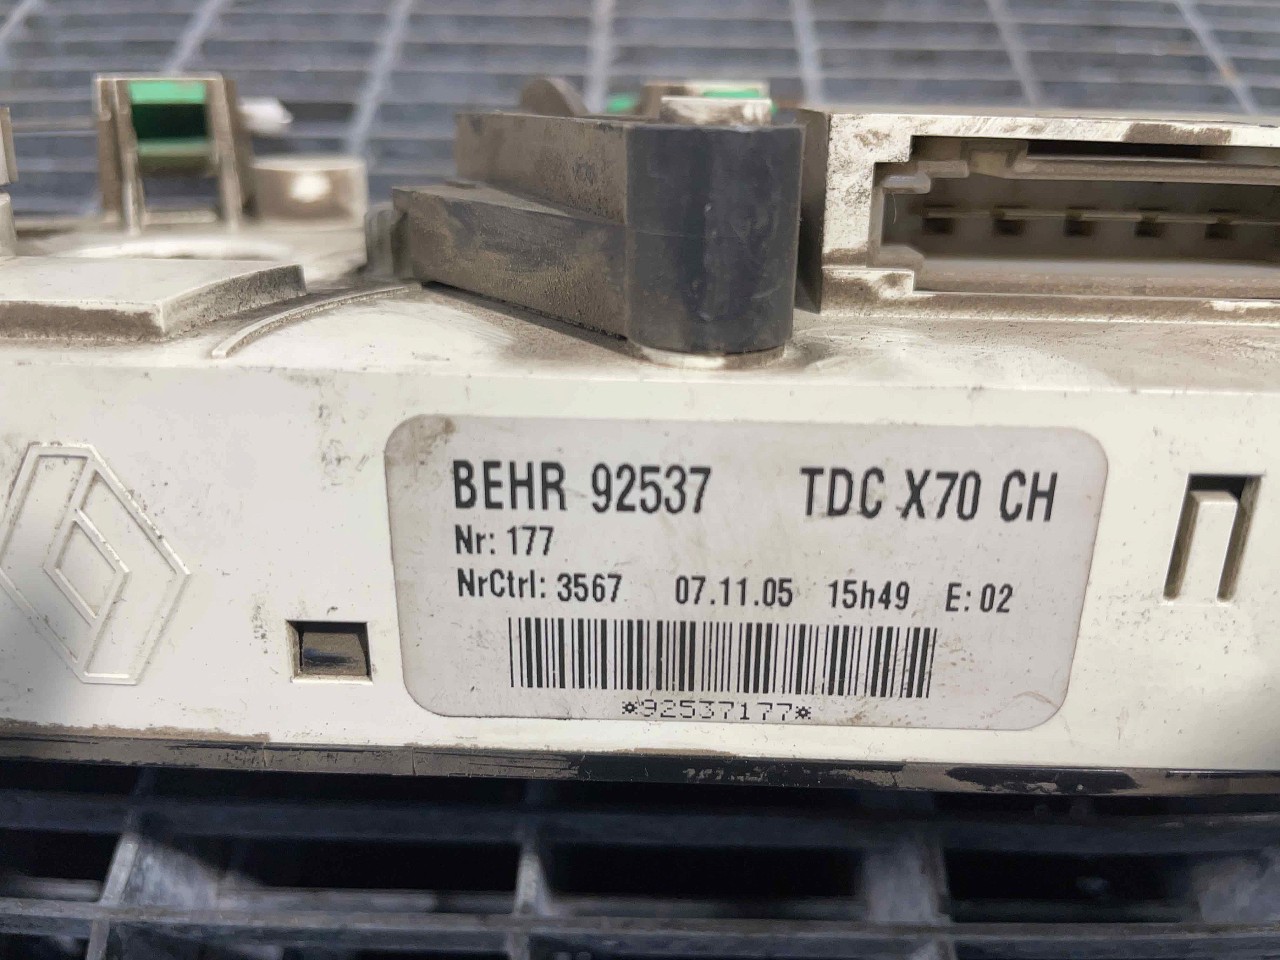 BEHR 92537 TDC X70 CH
Nr: 177
NrCtrl: 3567 07.11.05 15h49 E: 02
*92537177*